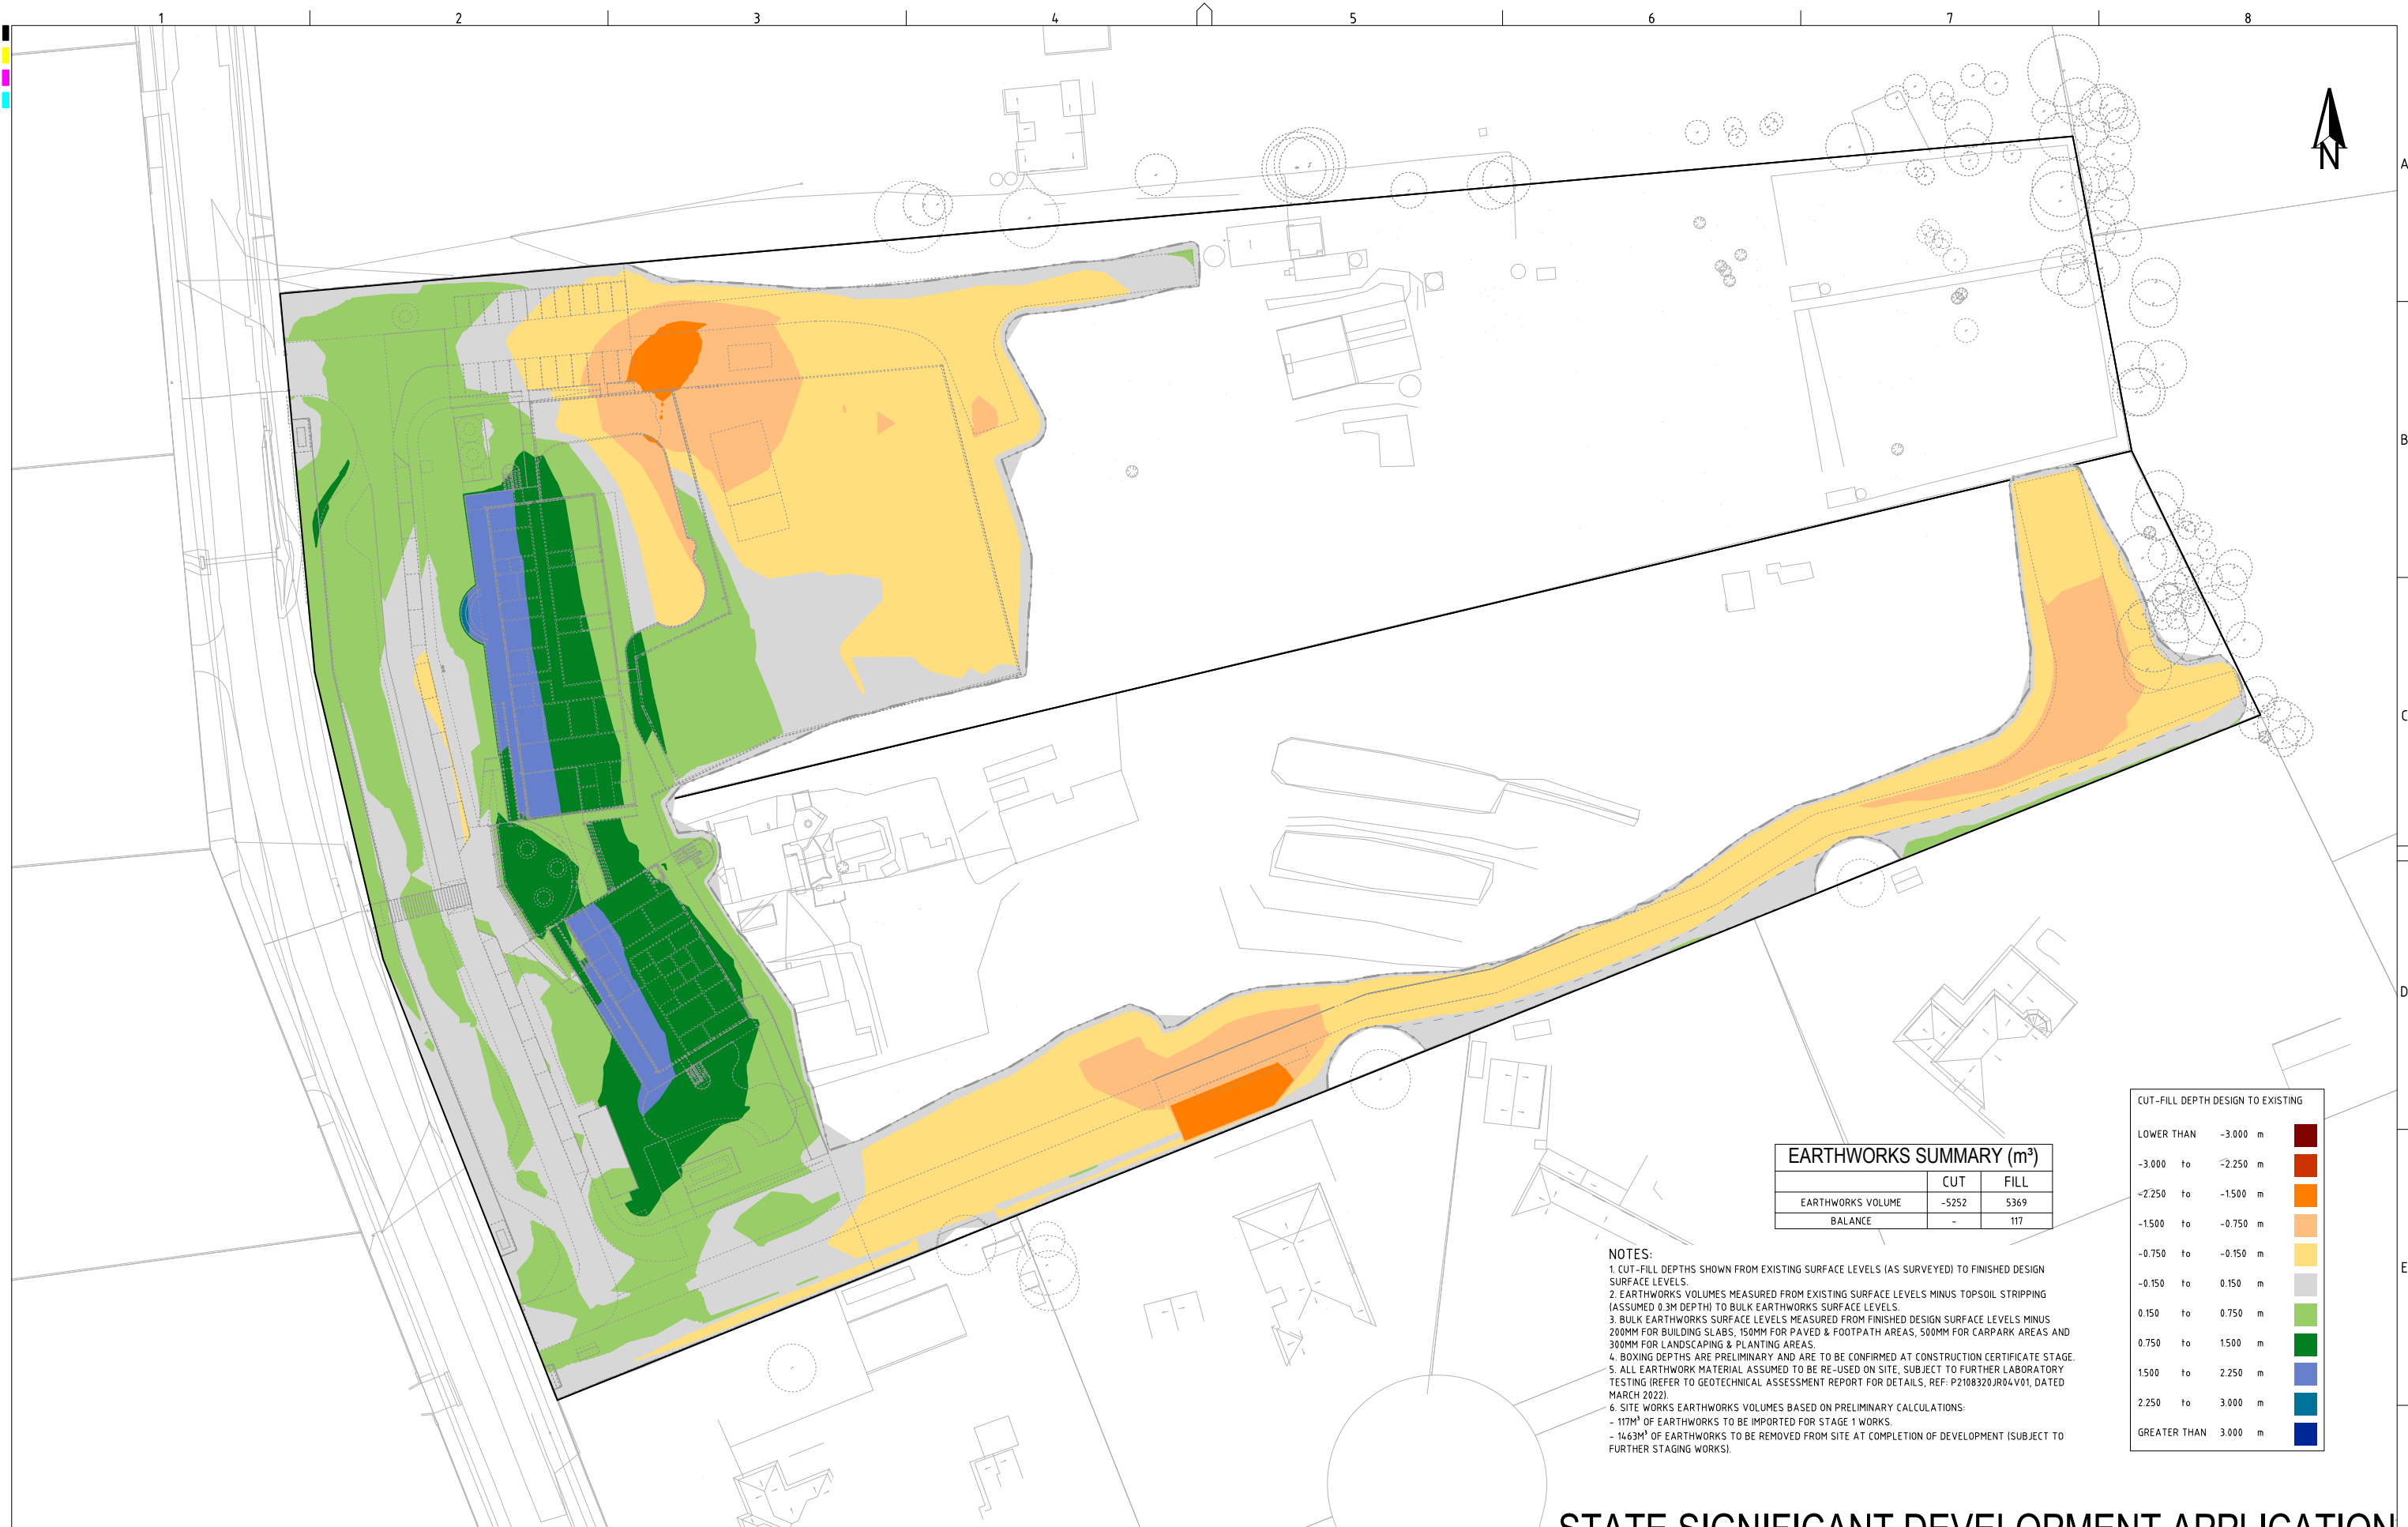 1 2 3 4 5 6 7 8
N
A
B
C
D
E
CUT-FILL DEPTH DESIGN TO EXISTING
LOWER THAN -3.000 m
-3.000 to -2.250 m
-2.250 to -1.500 m
-1.500 to -0.750 m
-0.750 to -0.150 m
-0.150 to 0.150 m
0.150 to 0.750 m
0.750 to 1.500 m
1.500 to 2.250 m
2.250 to 3.000 m
GREATER THAN 3.000 m
EARTHWORKS SUMMARY (m³)
CUT FILL
EARTHWORKS VOLUME -5252 5369
BALANCE - 117
NOTES:
1. CUT-FILL DEPTHS SHOWN FROM EXISTING SURFACE LEVELS (AS SURVEYED) TO FINISHED DESIGN
SURFACE LEVELS.
2. EARTHWORKS VOLUMES MEASURED FROM EXISTING SURFACE LEVELS MINUS TOPSOIL STRIPPING
(ASSUMED 0.3M DEPTH) TO BULK EARTHWORKS SURFACE LEVELS.
3. BULK EARTHWORKS SURFACE LEVELS MEASURED FROM FINISHED DESIGN SURFACE LEVELS MINUS
200MM FOR BUILDING SLABS, 150MM FOR PAVED & FOOTPATH AREAS, 500MM FOR CARPARK AREAS AND
300MM FOR LANDSCAPING & PLANTING AREAS.
4. BOXING DEPTHS ARE PRELIMINARY AND ARE TO BE CONFIRMED AT CONSTRUCTION CERTIFICATE STAGE.
5. ALL EARTHWORK MATERIAL ASSUMED TO BE RE-USED ON SITE, SUBJECT TO FURTHER LABORATORY
TESTING (REFER TO GEOTECHNICAL ASSESSMENT REPORT FOR DETAILS, REF: P2108320JR04V01, DATED
MARCH 2022).
6. SITE WORKS EARTHWORKS VOLUMES BASED ON PRELIMINARY CALCULATIONS:
- 117M³ OF EARTHWORKS TO BE IMPORTED FOR STAGE 1 WORKS.
- 1463M³ OF EARTHWORKS TO BE REMOVED FROM SITE AT COMPLETION OF DEVELOPMENT (SUBJECT TO
FURTHER STAGING WORKS).
STATE SIGNIFICANT DEVELOPMENT APPLICATION